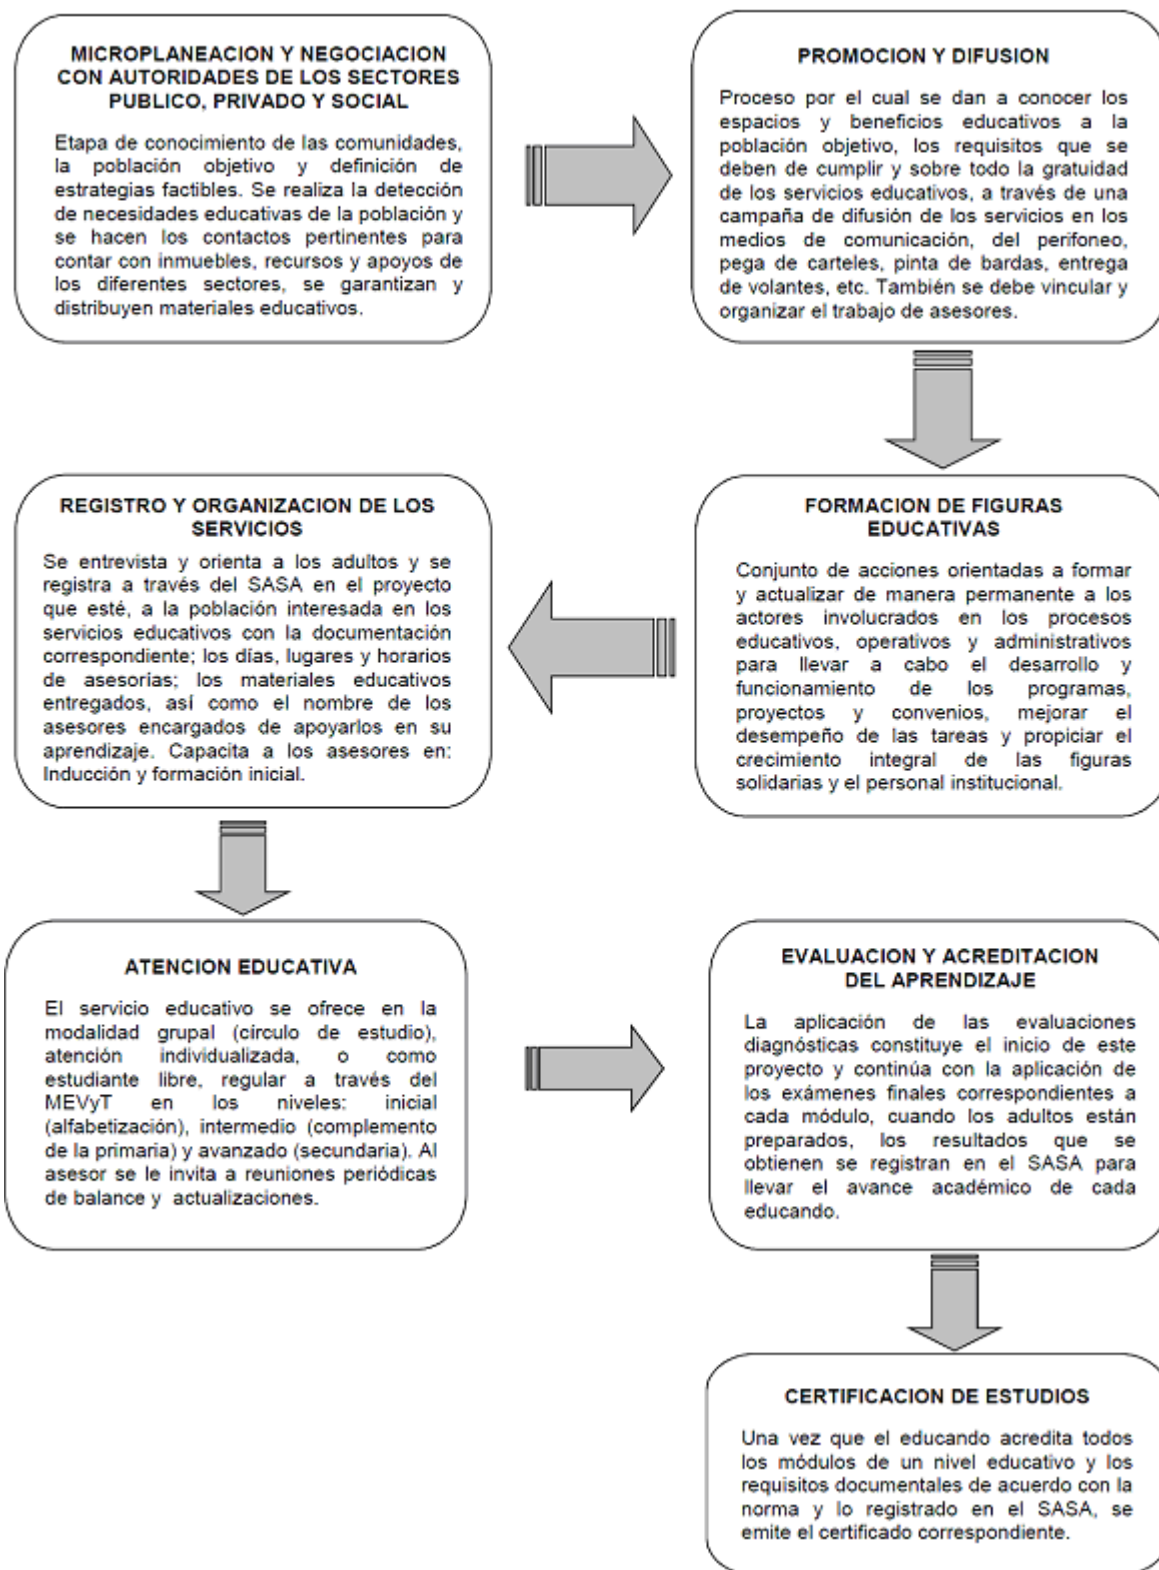 MICROPLANEACION Y NEGOCIACION
CON AUTORIDADES DE LOS SECTORES
PUBLICO, PRIVADO Y SOCIAL
Etapa de conocimiento de las comunidades,
la población objetivo y definición de
estrategias factibles. Se realiza la detección
de necesidades educativas de la población y
se hacen los contactos pertinentes para
contar con inmuebles, recursos y apoyos de
los diferentes sectores, se garantizan y
distribuyen materiales educativos.
PROMOCION Y DIFUSION
Proceso por el cual se dan a conocer los
espacios y beneficios educativos a la
población objetivo, los requisitos que se
deben de cumplir y sobre todo la gratuidad
de los servicios educativos, a través de una
campaña de difusión de los servicios en los
medios de comunicación, del perifoneo,
pega de carteles, pinta de bardas, entrega
de volantes, etc. También se debe vincular y
organizar el trabajo de asesores.
FORMACION DE FIGURAS
EDUCATIVAS
Conjunto de acciones orientadas a formar
y actualizar de manera permanente a los
actores involucrados en los procesos
educativos, operativos y administrativos
para llevar a cabo el desarrollo y
funcionamiento de los programas,
proyectos y convenios, mejorar el
desempeño de las tareas y propiciar el
crecimiento integral de las figuras
solidarias y el personal institucional.
REGISTRO Y ORGANIZACION DE LOS
SERVICIOS
Se entrevista y orienta a los adultos y se
registra a través del SASA en el proyecto
que esté, a la población interesada en los
servicios educativos con la documentación
correspondiente; los días, lugares y horarios
de asesorías; los materiales educativos
entregados, así como el nombre de los
asesores encargados de apoyarlos en su
aprendizaje. Capacita a los asesores en:
Inducción y formación inicial.
ATENCION EDUCATIVA
El servicio educativo se ofrece en la
modalidad grupal (círculo de estudio),
atención individualizada, o como
estudiante libre, regular a través del
MEVyT en los niveles: inicial
(alfabetización), intermedio (complemento
de la primaria) y avanzado (secundaria). Al
asesor se le invita a reuniones periódicas
de balance y actualizaciones.
EVALUACION Y ACREDITACION
DEL APRENDIZAJE
La aplicación de las evaluaciones
diagnósticas constituye el inicio de este
proyecto y continúa con la aplicación de
los exámenes finales correspondientes a
cada módulo, cuando los adultos están
preparados, los resultados que se
obtienen se registran en el SASA para
llevar el avance académico de cada
educando.
CERTIFICACION DE ESTUDIOS
Una vez que el educando acredita todos
los módulos de un nivel educativo y los
requisitos documentales de acuerdo con la
norma y lo registrado en el SASA, se
emite el certificado correspondiente.